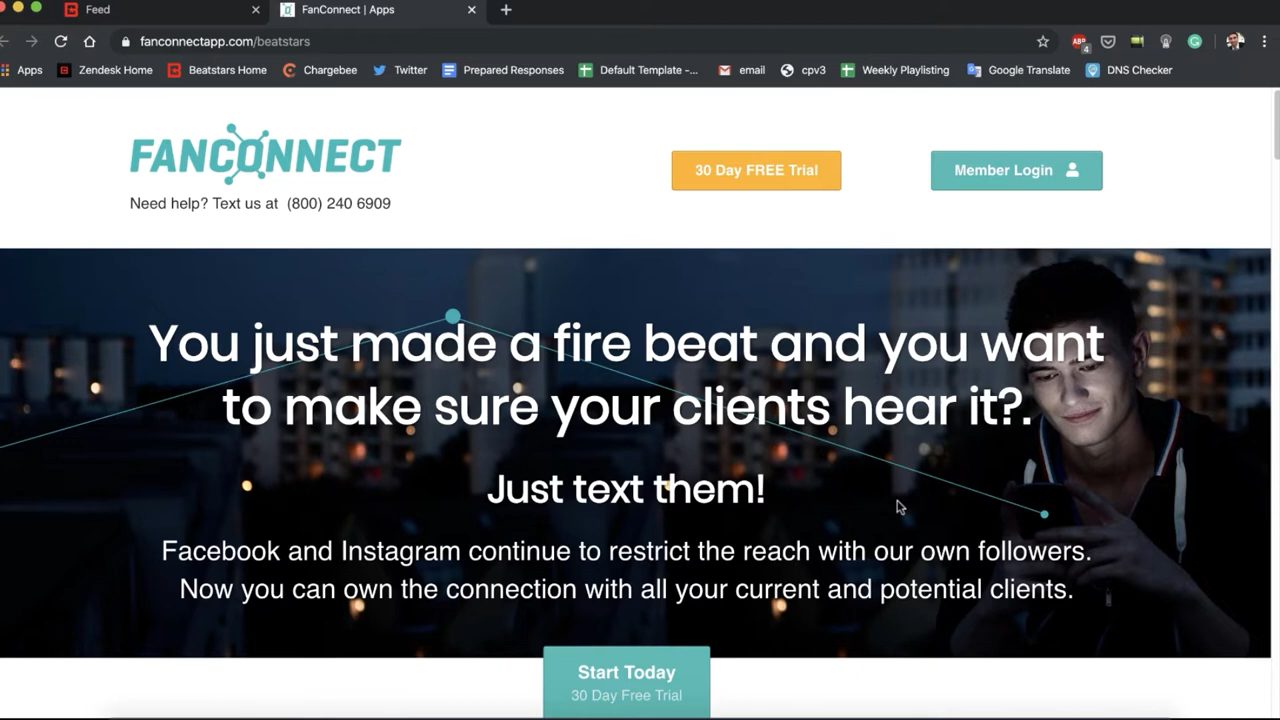 Feed
FanConnect | Apps
fanconnectapp.com/beatstars
ABP
4
Apps
Zendesk Home
Beatstars Home
Chargebee
Twitter
Prepared Responses
Default Template -...
email
cpv3
Weekly Playlisting
Google Translate
DNS Checker
FANCONNECT
Need help? Text us at (800) 240 6909
30 Day FREE Trial
Member Login
You just made a fire beat and you want
to make sure your clients hear it?.
Just text them!
Facebook and Instagram continue to restrict the reach with our own followers.
Now you can own the connection with all your current and potential clients.
Start Today
30 Day Free Trial